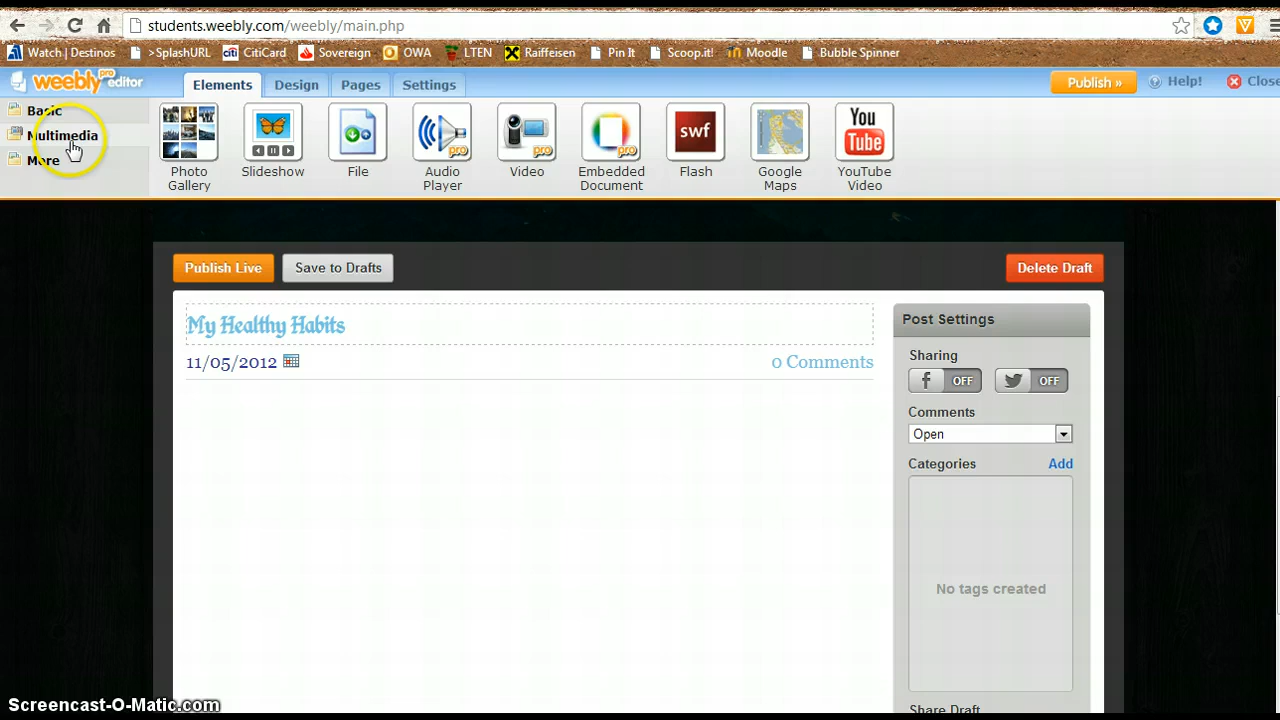 students.weebly.com/weebly/main.php
Watch | Destinos >SplashURL citi CitiCard Sovereign OWA LTEN Raiffeisen Pin It Scoop.it! Moodle Bubble Spinner
weebly pro editor Elements Design Pages Settings Publish » Help! Close
Basic
Multimedia
More
Photo Gallery
Slideshow
File
pro
Audio Player
pro
Video
pro
Embedded Document
swf
Flash
Google Maps
You Tube
YouTube Video
Publish Live Save to Drafts Delete Draft
My Healthy Habits
11/05/2012 0 Comments
Post Settings
Sharing
f OFF OFF
Comments
Open
Categories Add
No tags created
Share Draft
Screencast-O-Matic.com